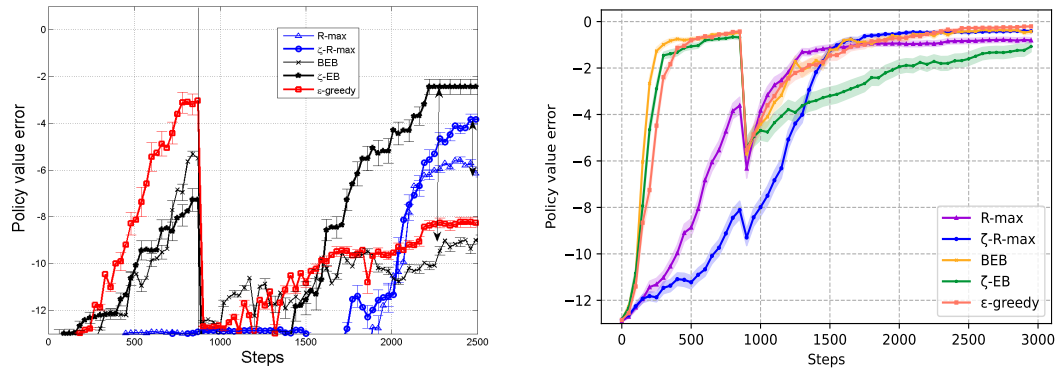 0
-2
-4
-6
-8
-10
-12
Policy value error
0
500
1000
1500
2000
2500
Steps
R-max
ζ-R-max
BEB
ζ-EB
ε-greedy
0
−2
−4
−6
−8
−10
−12
Policy value error
0
500
1000
1500
2000
2500
3000
Steps
R-max
ζ-R-max
BEB
ζ-EB
ε-greedy